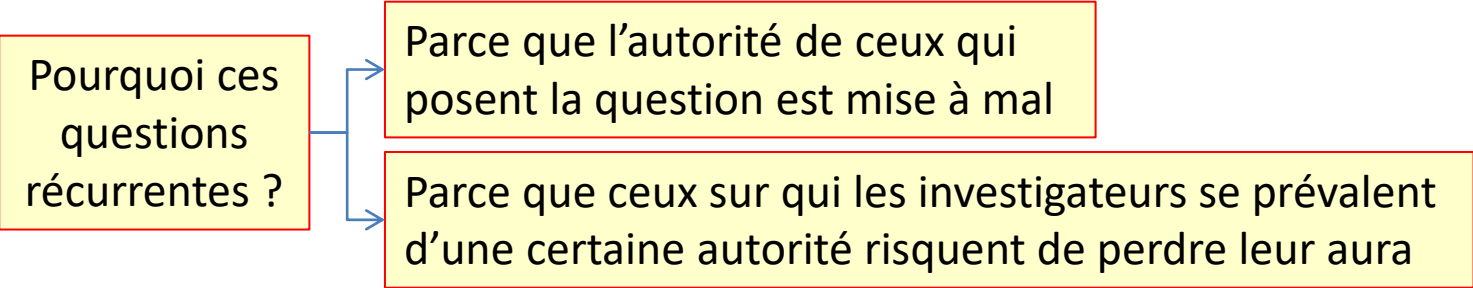 Pourquoi ces
questions
récurrentes ?
Parce que l’autorité de ceux qui
posent la question est mise à mal
Parce que ceux sur qui les investigateurs se prévalent
d’une certaine autorité risquent de perdre leur aura